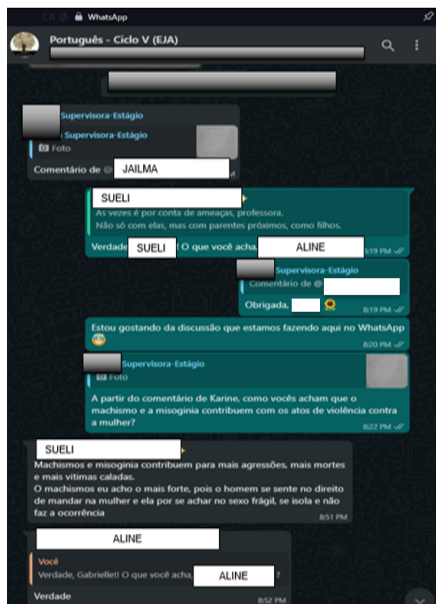 WhatsApp
Português - Ciclo V (EJA)
Supervisora-Estágio
Supervisora-Estágio
Foto
Comentário de @ JAILMA
SUELI
As vezes é por conta de ameaças, professora.
Não só com elas, mas com parentes próximos, como filhos.
Verdade SUELI ! O que você acha, ALINE
8:19 PM
Supervisora-Estágio
Comentário de @
Obrigada,
8:19 PM
Estou gostando da discussão que estamos fazendo aqui no WhatsApp
8:20 PM
Supervisora-Estágio
Foto
A partir do comentário de Karine, como vocês acham que o
machismo e a misoginia contribuem com os atos de violência contra
a mulher?
8:22 PM
SUELI
Machismos e misoginia contribuem para mais agressões, mais mortes
e mais vitimas caladas.
O machismos eu acho o mais forte, pois o homem se sente no direito
de mandar na mulher e ela por se achar no sexo frágil, se isola e não
faz a ocorrência
8:51 PM
ALINE
Você
Verdade, Gabrielle!! O que você acha, ALINE ?
Verdade
8:52 PM